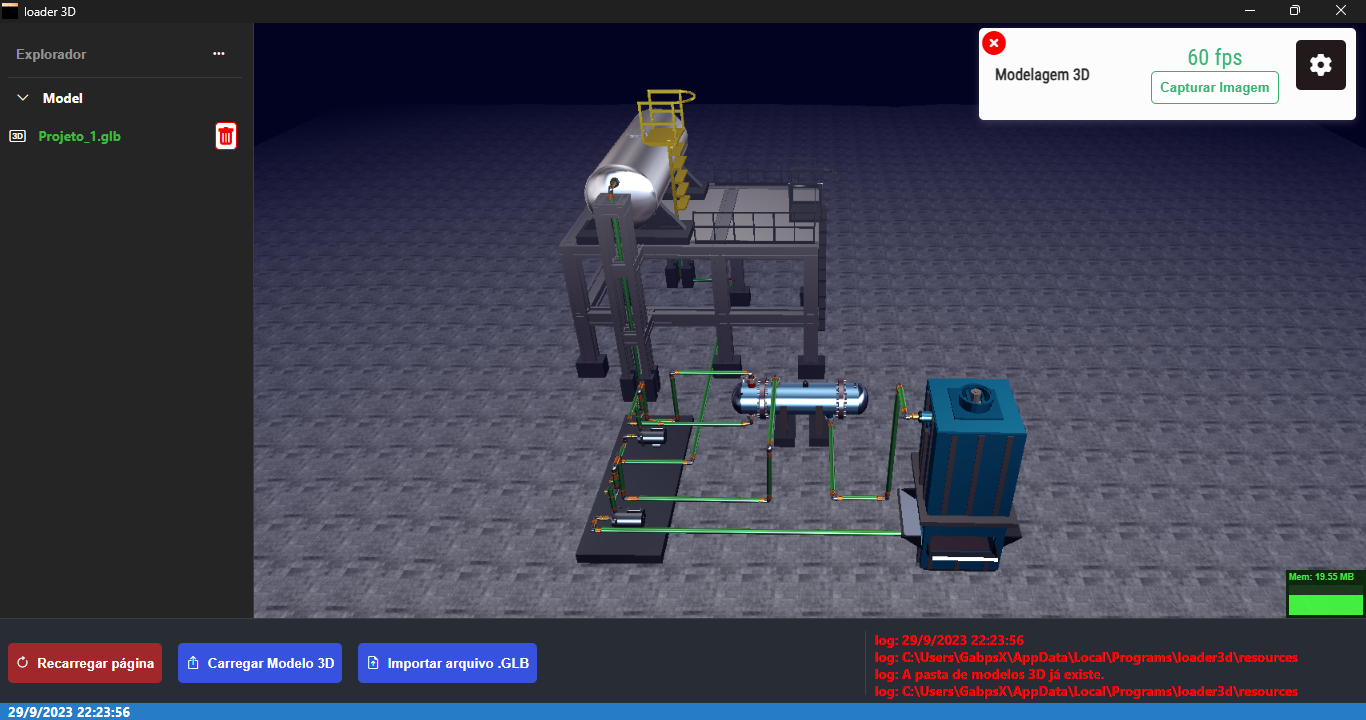 loader 3D
Explorador
...
Model
3D Projeto_1.glb
Modelagem 3D
60 fps
Capturar Imagem
Mem: 19.55 MB
Recarregar página
Carregar Modelo 3D
Importar arquivo .GLB
log: 29/9/2023 22:23:56
log: C:\Users\GabpsX\AppData\Local\Programs\loader3d\resources
log: A pasta de modelos 3D já existe.
log: C:\Users\GabpsX\AppData\Local\Programs\loader3d\resources
29/9/2023 22:23:56